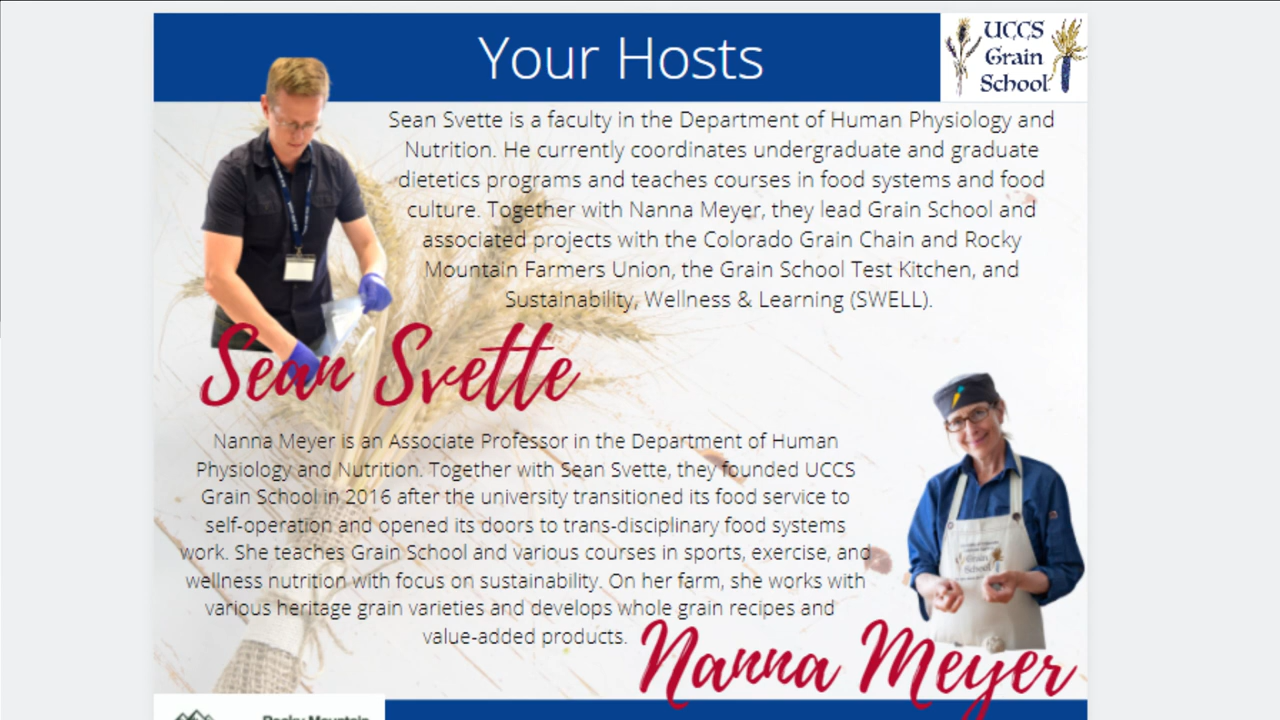 Your Hosts
UCCS
Grain
School
Sean Svette is a faculty in the Department of Human Physiology and
Nutrition. He currently coordinates undergraduate and graduate
dietetics programs and teaches courses in food systems and food
culture. Together with Nanna Meyer, they lead Grain School and
associated projects with the Colorado Grain Chain and Rocky
Mountain Farmers Union, the Grain School Test Kitchen, and
Sustainability, Wellness & Learning (SWELL).
Sean Svette
Nanna Meyer is an Associate Professor in the Department of Human
Physiology and Nutrition. Together with Sean Svette, they founded UCCS
Grain School in 2016 after the university transitioned its food service to
self-operation and opened its doors to trans-disciplinary food systems
work. She teaches Grain School and various courses in sports, exercise, and
wellness nutrition with focus on sustainability. On her farm, she works with
various heritage grain varieties and develops whole grain recipes and
value-added products.
Grain
School
Nanna Meyer
Rocky Mountain